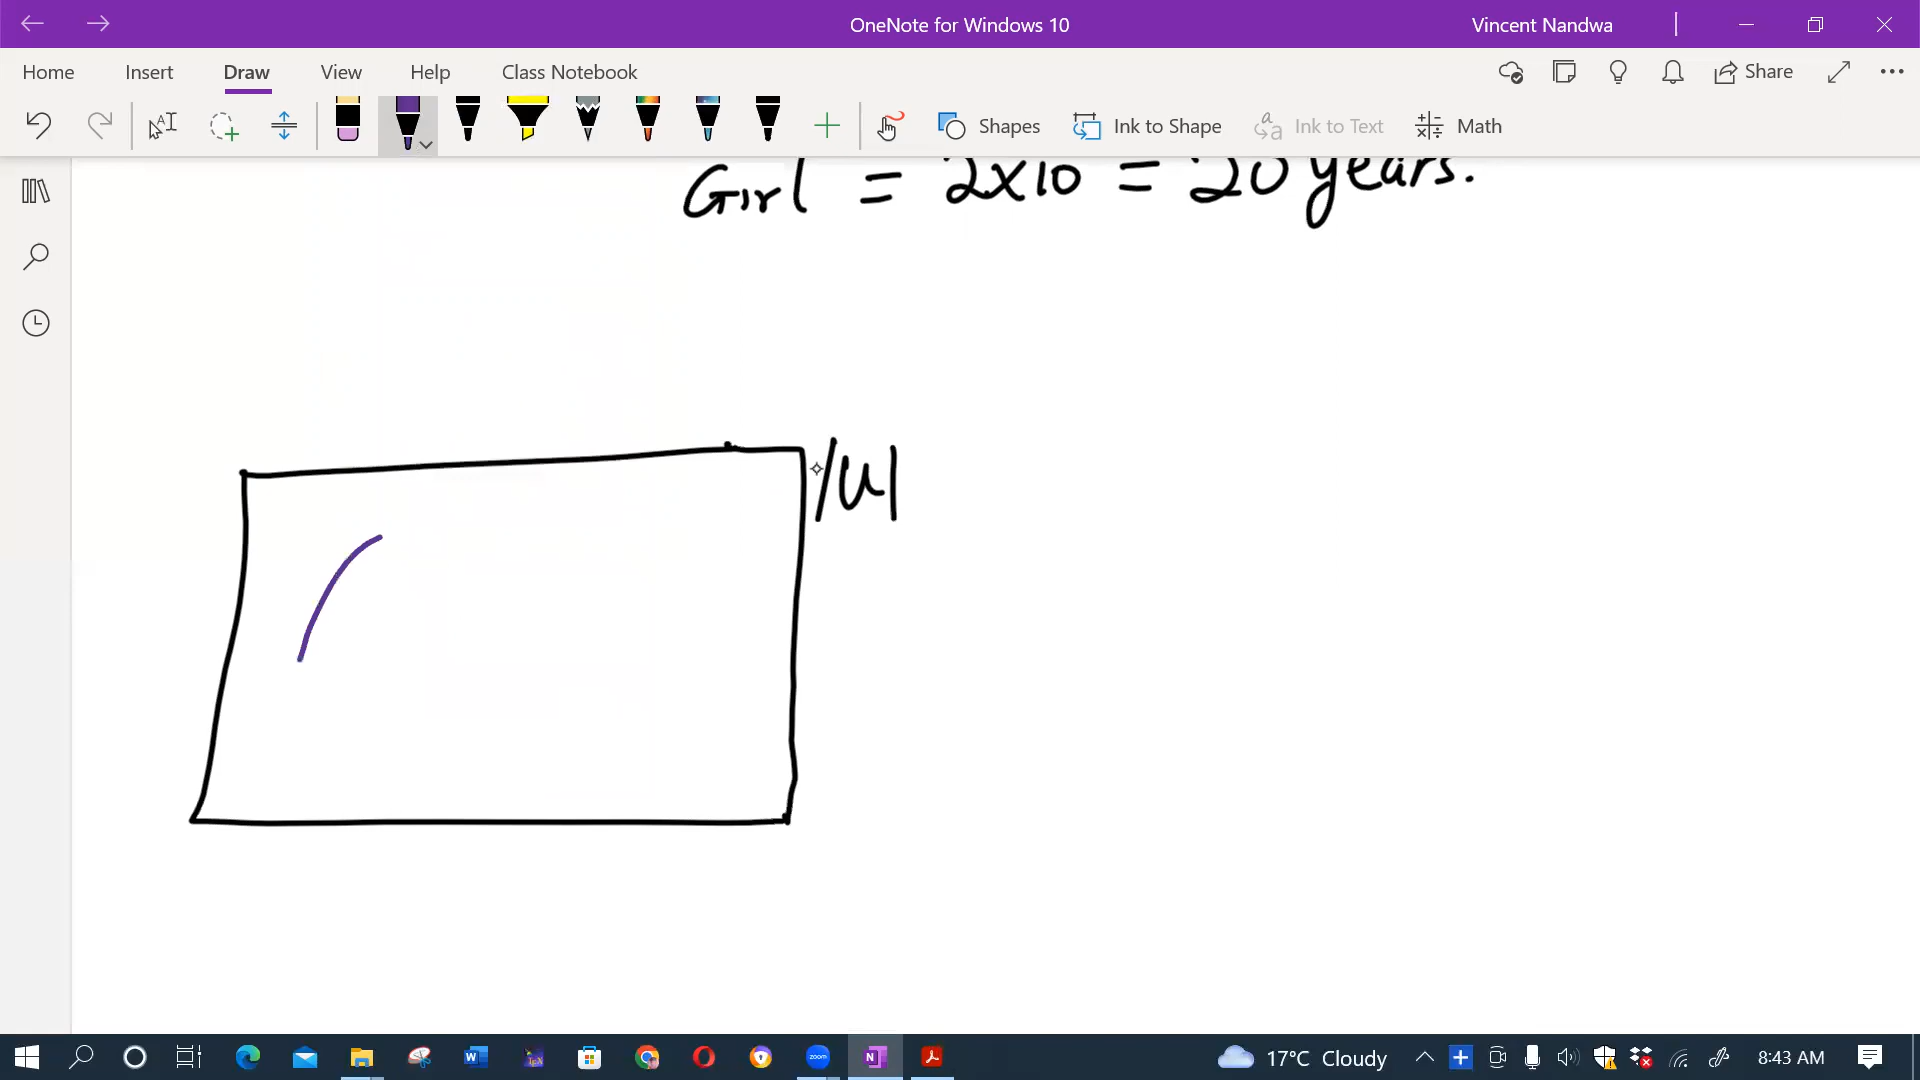 OneNote for Windows 10
Vincent Nandwa
Home Insert Draw View Help Class Notebook
Share
Shapes Ink to Shape Ink to Text Math
Girl = 2x10 = 20 years.
/U|
17°C Cloudy
8:43 AM